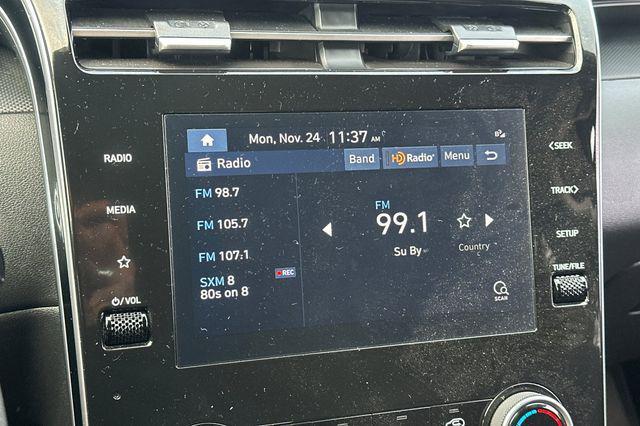 Mon, Nov. 24 11:37 AM
Radio Band HD Radio Menu
FM 98.7
FM 105.7
FM 107.1
SXM 8
80s on 8
REC
FM
99.1
Su By
Country
SCAN
RADIO
MEDIA
VOL
SEEK
TRACK
SETUP
TUNE/FILE